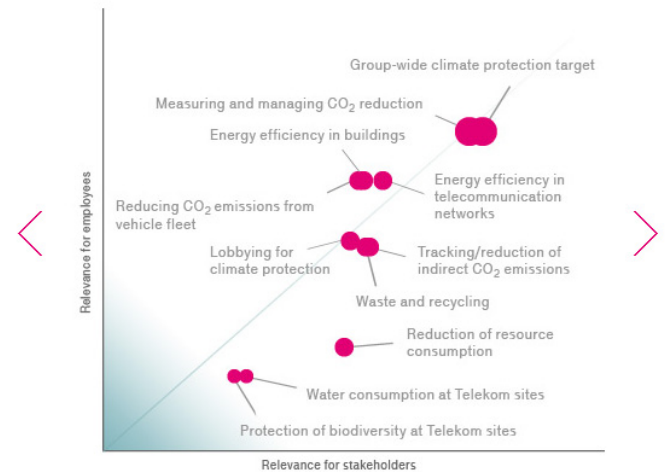 Group-wide climate protection target
Measuring and managing CO₂ reduction
Energy efficiency in buildings
Energy efficiency in
telecommunication
networks
Reducing CO₂ emissions from
vehicle fleet
Lobbying for
climate protection
Tracking/reduction of
indirect CO₂ emissions
Waste and recycling
Reduction of resource
consumption
Water consumption at Telekom sites
Protection of biodiversity at Telekom sites
Relevance for employees
Relevance for stakeholders